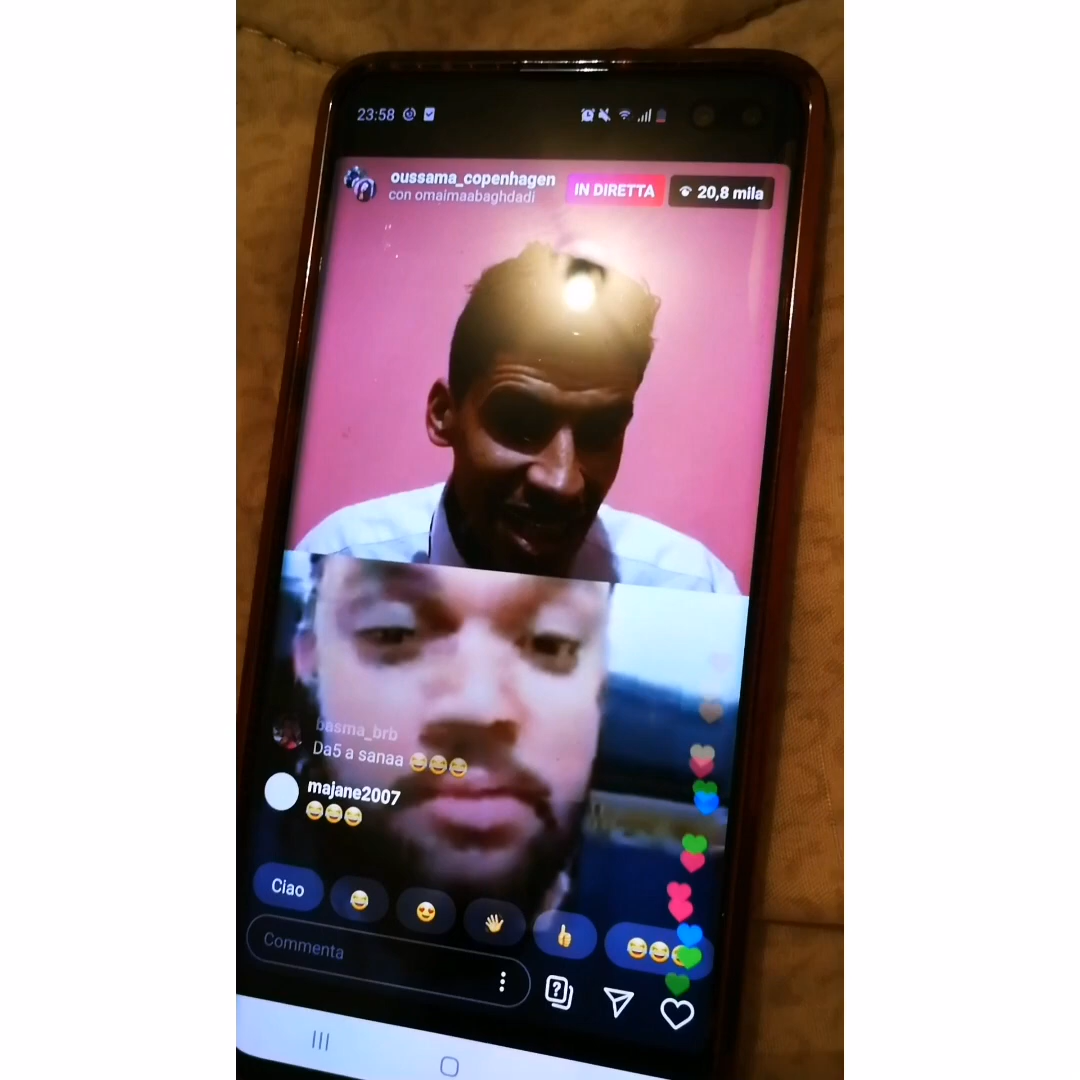 23:58
oussama_copenhagen
con omaimaabaghdadi
IN DIRETTA
20,8 mila
basma_brb
Da5 a sanaa 😂😂😂
majane2007
😂😂😂
Ciao
😂
😍
👋
👍
😂😂😂
Commenta